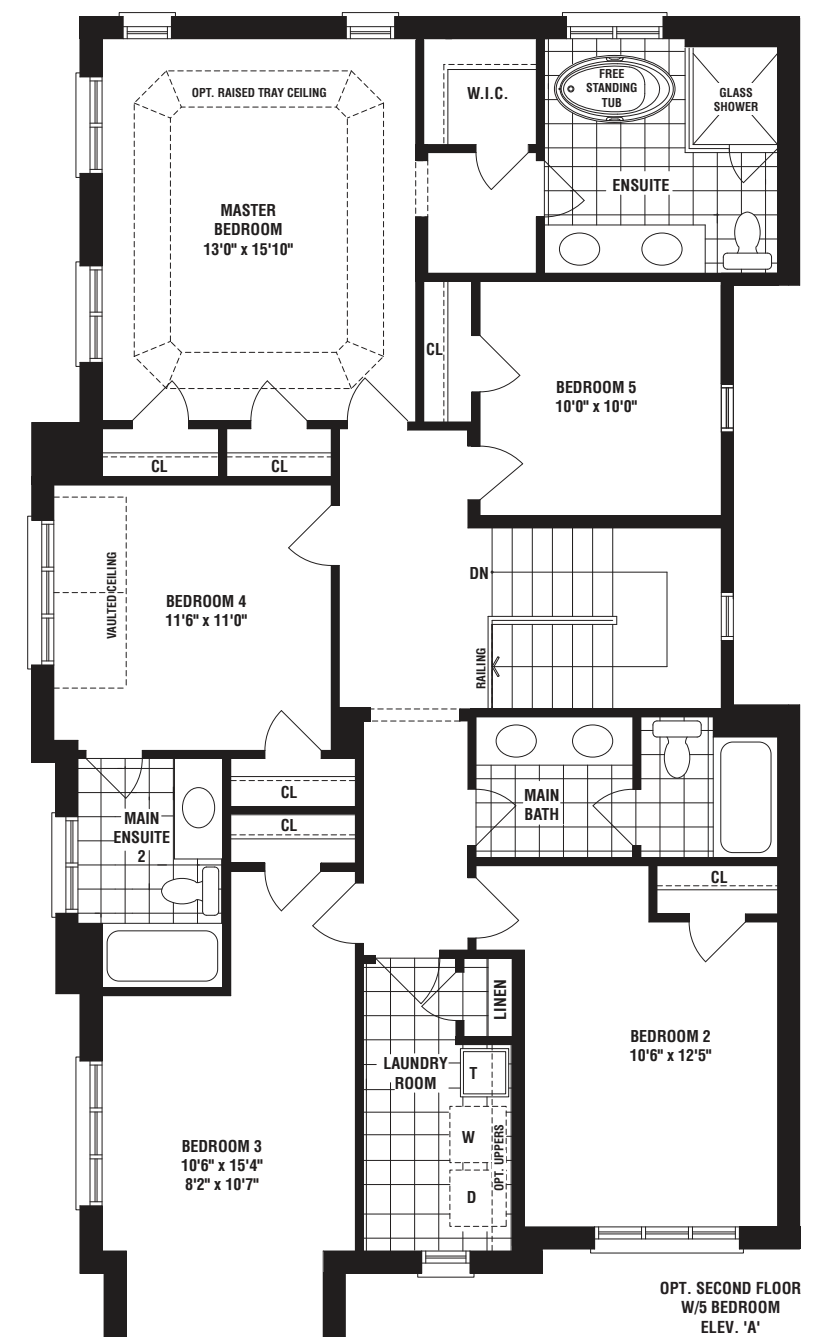 OPT. RAISED TRAY CEILING
W.I.C.
FREE
STANDING
TUB
GLASS
SHOWER
ENSUITE
MASTER
BEDROOM
13'0" x 15'10"
CL
BEDROOM 5
10'0" x 10'0"
CL
CL
VAULTED CEILING
BEDROOM 4
11'6" x 11'0"
DN
RAILING
CL
MAIN
ENSUITE
2
CL
MAIN
BATH
CL
LINEN
LAUNDRY
ROOM
T
W
D
OPT. UPPERS
BEDROOM 2
10'6" x 12'5"
BEDROOM 3
10'6" x 15'4"
8'2" x 10'7"
OPT. SECOND FLOOR
W/5 BEDROOM
ELEV. 'A'